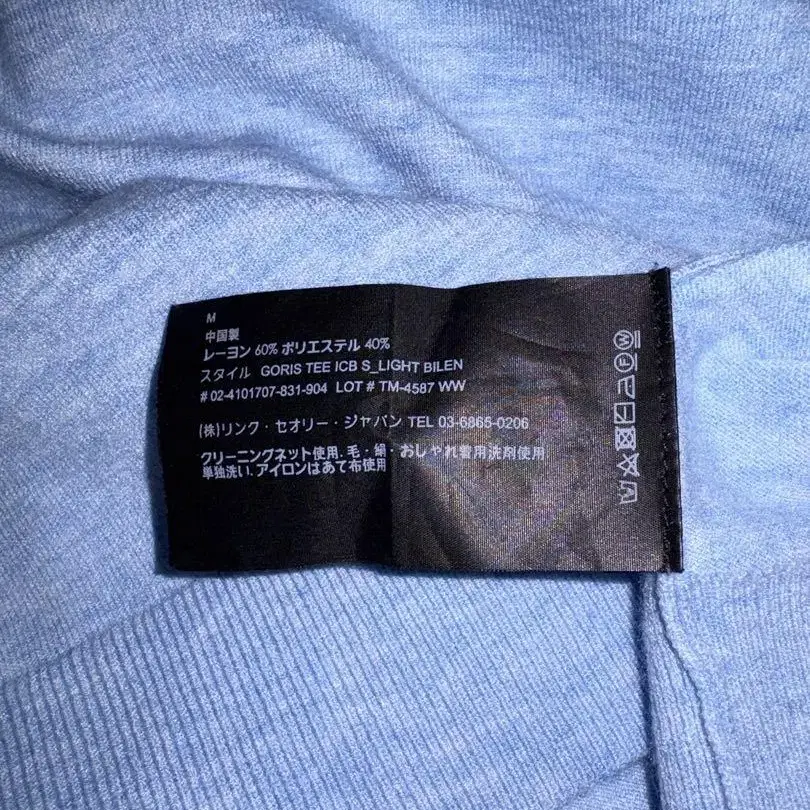 M
中国製
レーヨン 60% ポリエステル 40%
スタイル GORIS TEE ICB S_LIGHT BILEN
# 02-4101707-831-904 LOT # TM-4587 WW
(株)リンク・セオリー・ジャパン TEL 03-6865-0206
クリーニングネット使用. 毛・絹・おしゃれ着用洗剤使用
単独洗い. アイロンはあて布使用
W
F